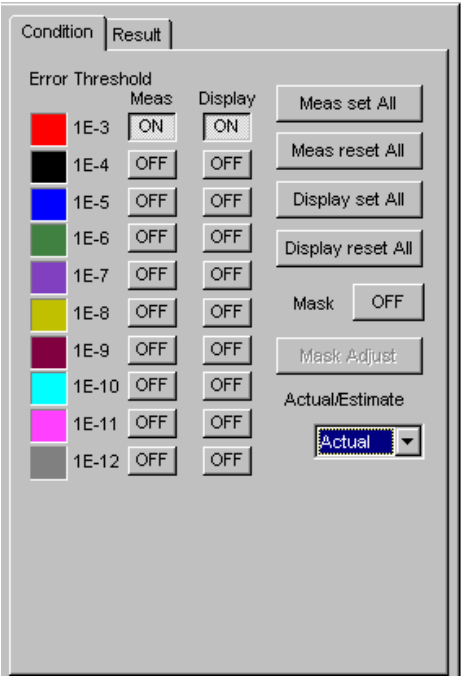 Condition Result
Error Threshold
Meas Display
1E-3 ON ON
1E-4 OFF OFF
1E-5 OFF OFF
1E-6 OFF OFF
1E-7 OFF OFF
1E-8 OFF OFF
1E-9 OFF OFF
1E-10 OFF OFF
1E-11 OFF OFF
1E-12 OFF OFF
Meas set All
Meas reset All
Display set All
Display reset All
Mask OFF
Mask Adjust
Actual/Estimate
Actual